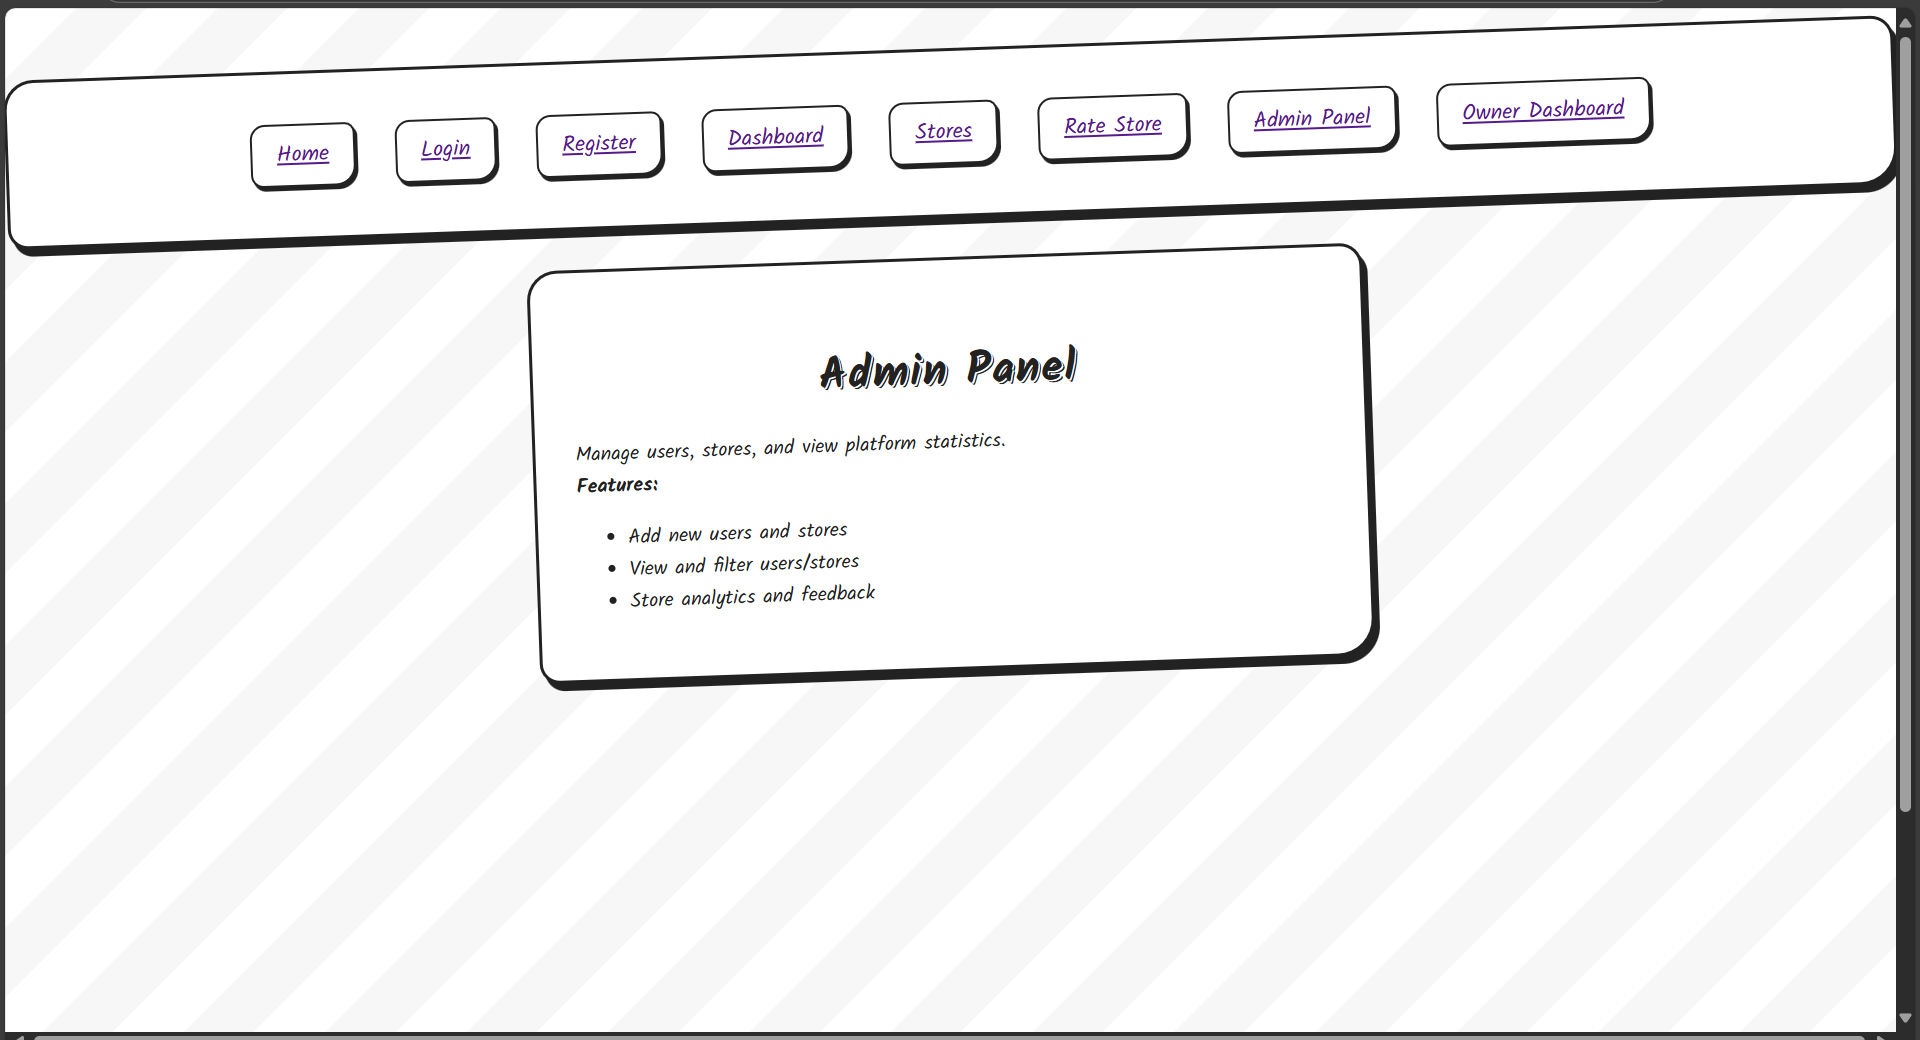 Home Login Register Dashboard Stores Rate Store Admin Panel Owner Dashboard
Admin Panel
Manage users, stores, and view platform statistics.
Features:
Add new users and stores
View and filter users/stores
Store analytics and feedback